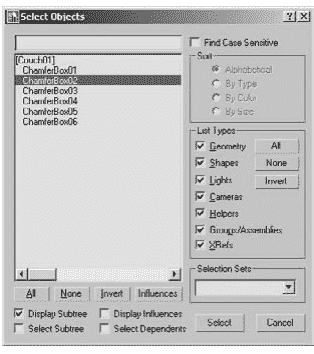 Select Objects
Find Case Sensitive
[Couch01]
ChamferBox01
ChamferBox02
ChamferBox03
ChamferBox04
ChamferBox05
ChamferBox06
Sort
Alphabetical
By Type
By Color
By Size
List Types
Geometry
All
Shapes
None
Lights
Invert
Cameras
Helpers
Groups/Assemblies
XRefs
Selection Sets
All
None
Invert
Influences
Display Subtree
Display Influences
Select Subtree
Select Dependents
Select
Cancel